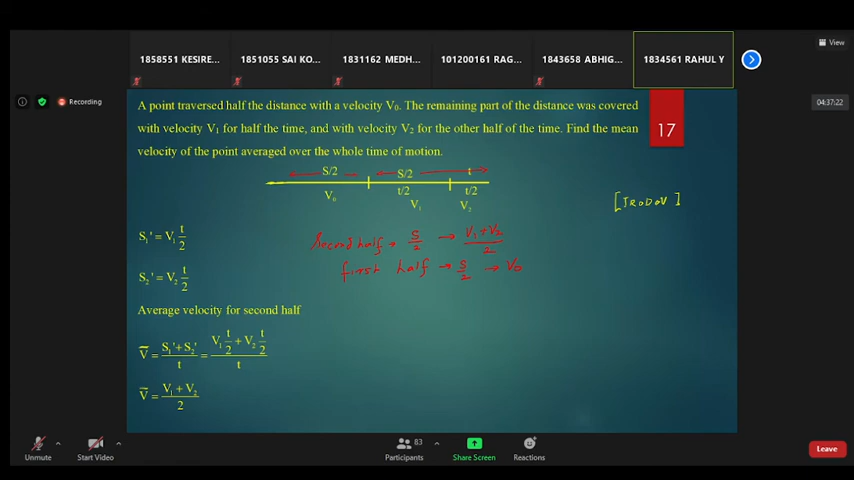 View
1858551 KESIRE... 1851055 SAI KO... 1831162 MEDH... 101200161 RAG... 1843658 ABHIG... 1834561 RAHUL Y
Recording
04:37:22
A point traversed half the distance with a velocity V₀. The remaining part of the distance was covered
with velocity V₁ for half the time, and with velocity V₂ for the other half of the time. Find the mean
velocity of the point averaged over the whole time of motion.
17
S/2 S/2 t
t/2 t/2
V₀ V₁ V₂
[IRODOV]
S₁' = V₁ t/2
Second half → S/2 → (V₁+V₂)/2
first half → S/2 → V₀
S₂' = V₂ t/2
Average velocity for second half
V̄ = (S₁'+S₂')/t = (V₁ t/2 + V₂ t/2)/t
V̄ = (V₁ + V₂)/2
Unmute Start Video Participants 83 Share Screen Reactions Leave